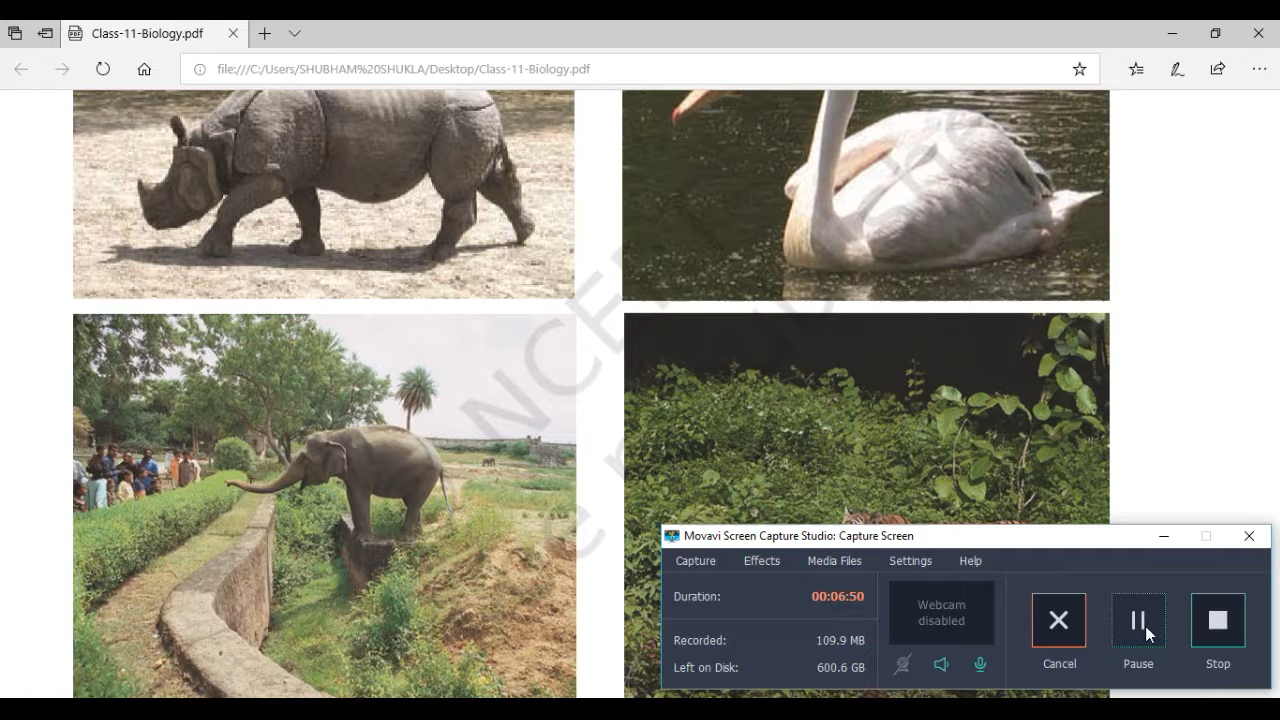 Class-11-Biology.pdf
file:///C:/Users/SHUBHAM%20SHUKLA/Desktop/Class-11-Biology.pdf
Movavi Screen Capture Studio: Capture Screen
Capture Effects Media Files Settings Help
Duration: 00:06:50
Webcam
disabled
Recorded: 109.9 MB
Left on Disk: 600.6 GB
Cancel Pause Stop